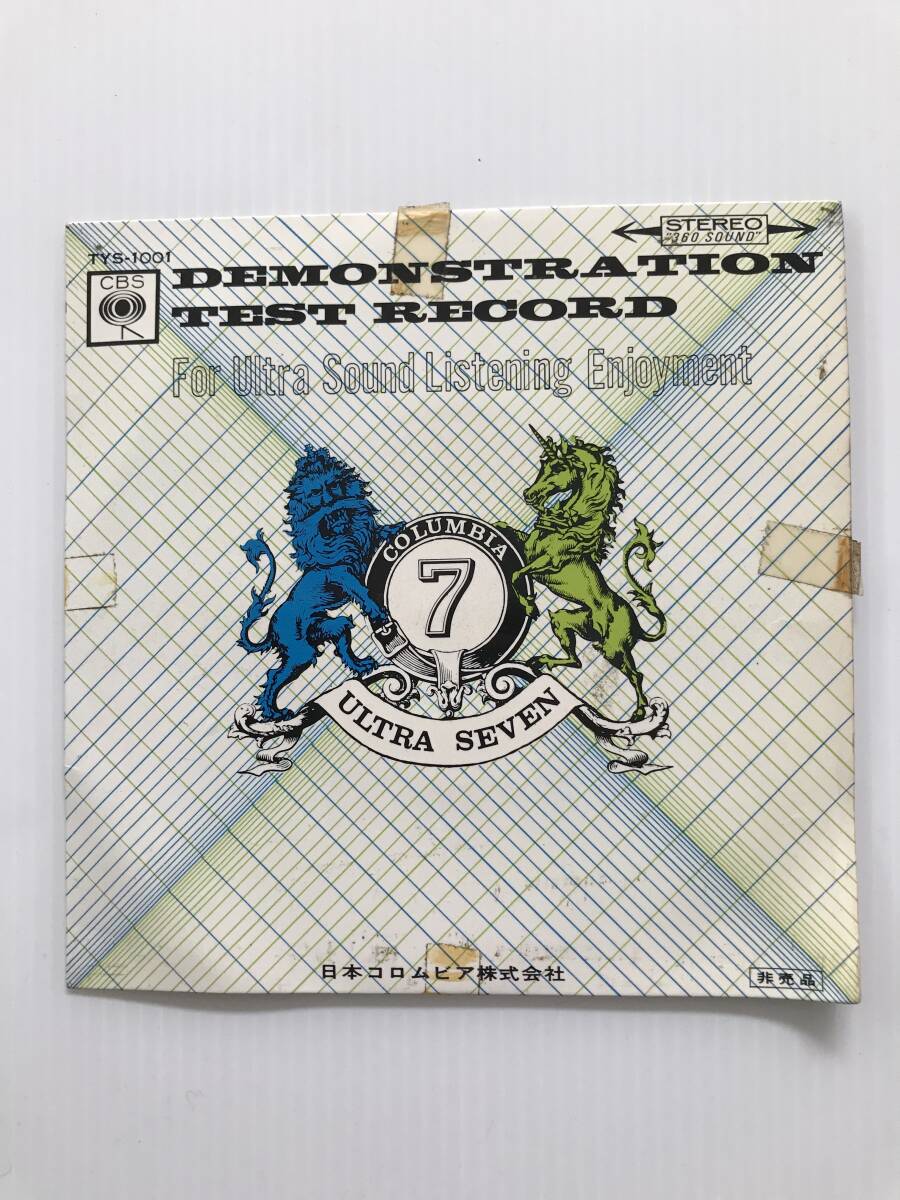 STEREO
"360 SOUND"
TYS-1001
CBS
DEMONSTRATION
TEST RECORD
For Ultra Sound Listening Enjoyment
COLUMBIA
7
ULTRA SEVEN
日本コロムビア株式会社
非売品